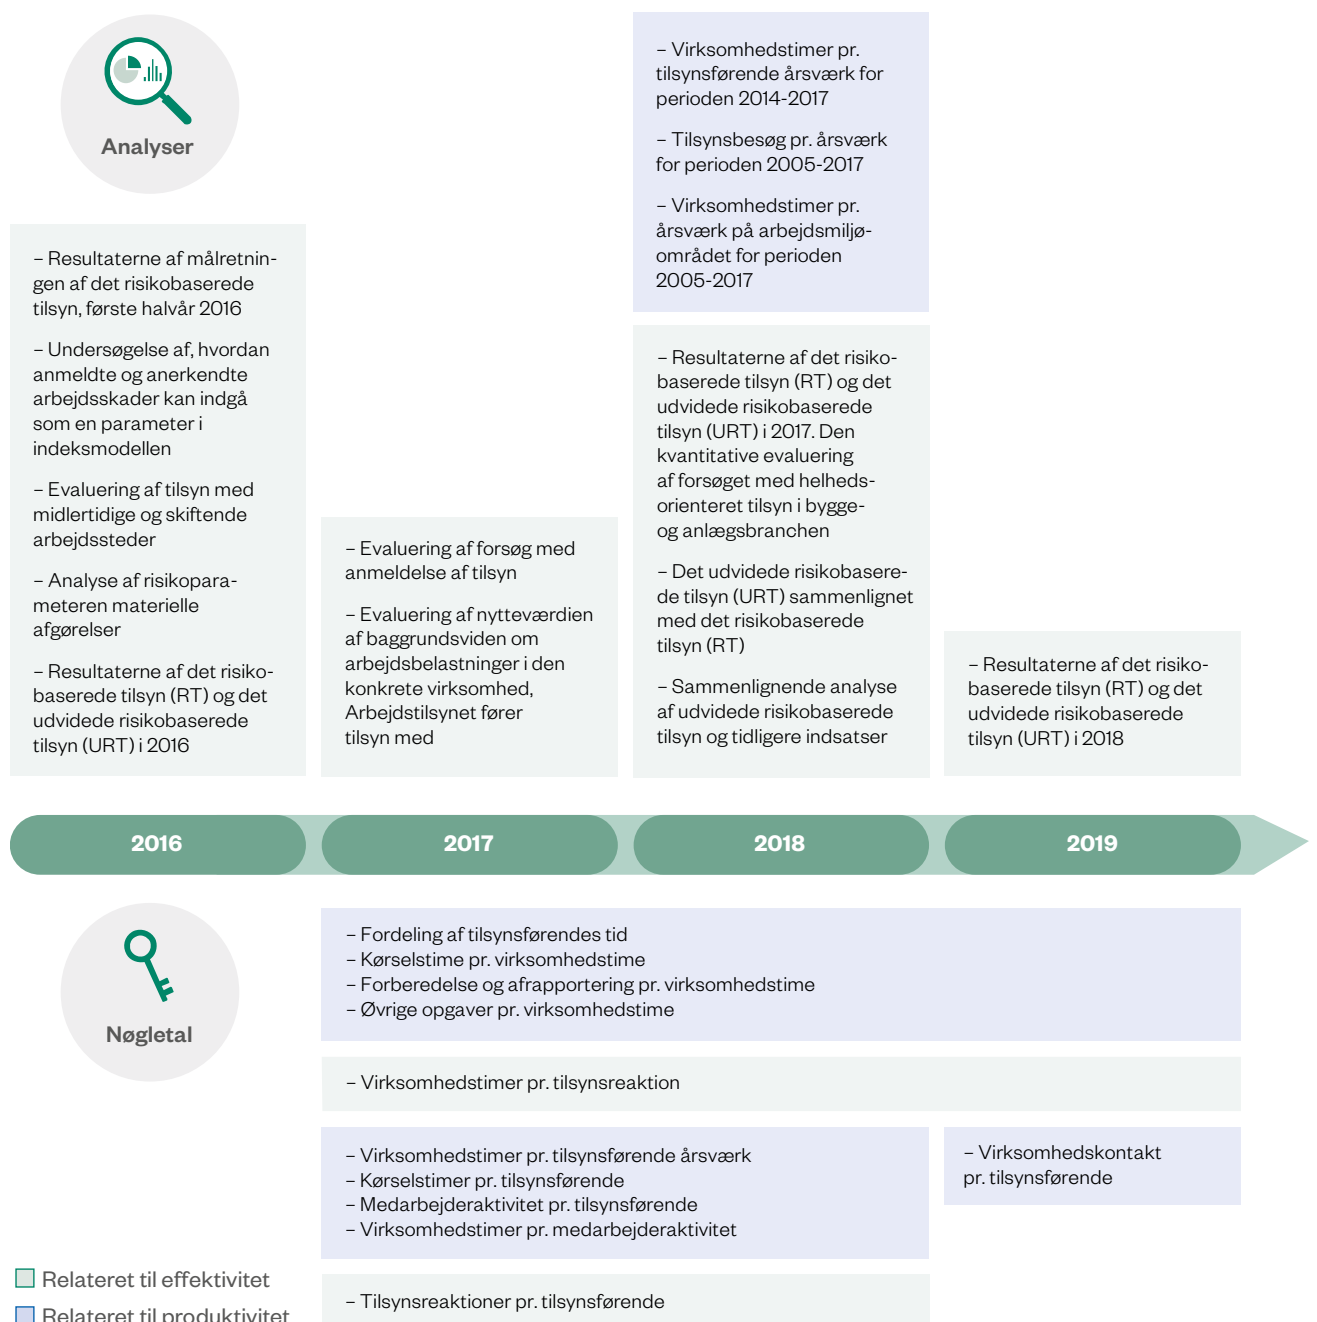 Analyser
– Resultaterne af målretnin-
gen af det risikobaserede
tilsyn, første halvår 2016
– Undersøgelse af, hvordan
anmeldte og anerkendte
arbejdsskader kan indgå
som en parameter i
indeksmodellen
– Evaluering af tilsyn med
midlertidige og skiftende
arbejdssteder
– Analyse af risikopara-
meteren materielle
afgørelser
– Resultaterne af det risiko-
baserede tilsyn (RT) og det
udvidede risikobaserede
tilsyn (URT) i 2016
– Evaluering af forsøg med
anmeldelse af tilsyn
– Evaluering af nytteværdien
af baggrundsviden om
arbejdsbelastninger i den
konkrete virksomhed,
Arbejdstilsynet fører
tilsyn med
– Virksomhedstimer pr.
tilsynsførende årsværk for
perioden 2014-2017
– Tilsynsbesøg pr. årsværk
for perioden 2005-2017
– Virksomhedstimer pr.
årsværk på arbejdsmiljø-
området for perioden
2005-2017
– Resultaterne af det risiko-
baserede tilsyn (RT) og det
udvidede risikobaserede
tilsyn (URT) i 2017. Den
kvantitative evaluering
af forsøget med helheds-
orienteret tilsyn i bygge-
og anlægsbranchen
– Det udvidede risikobasere-
de tilsyn (URT) sammenlignet
med det risikobaserede
tilsyn (RT)
– Sammenlignende analyse
af udvidede risikobaserede
tilsyn og tidligere indsatser
– Resultaterne af det risiko-
baserede tilsyn (RT) og det
udvidede risikobaserede
tilsyn (URT) i 2018
2016
2017
2018
2019
Nøgletal
– Fordeling af tilsynsførendes tid
– Kørselstime pr. virksomhedstime
– Forberedelse og afrapportering pr. virksomhedstime
– Øvrige opgaver pr. virksomhedstime
– Virksomhedstimer pr. tilsynsreaktion
– Virksomhedstimer pr. tilsynsførende årsværk
– Kørselstimer pr. tilsynsførende
– Medarbejderaktivitet pr. tilsynsførende
– Virksomhedstimer pr. medarbejderaktivitet
– Virksomhedskontakt
pr. tilsynsførende
– Tilsynsreaktioner pr. tilsynsførende
Relateret til effektivitet
Relateret til produktivitet